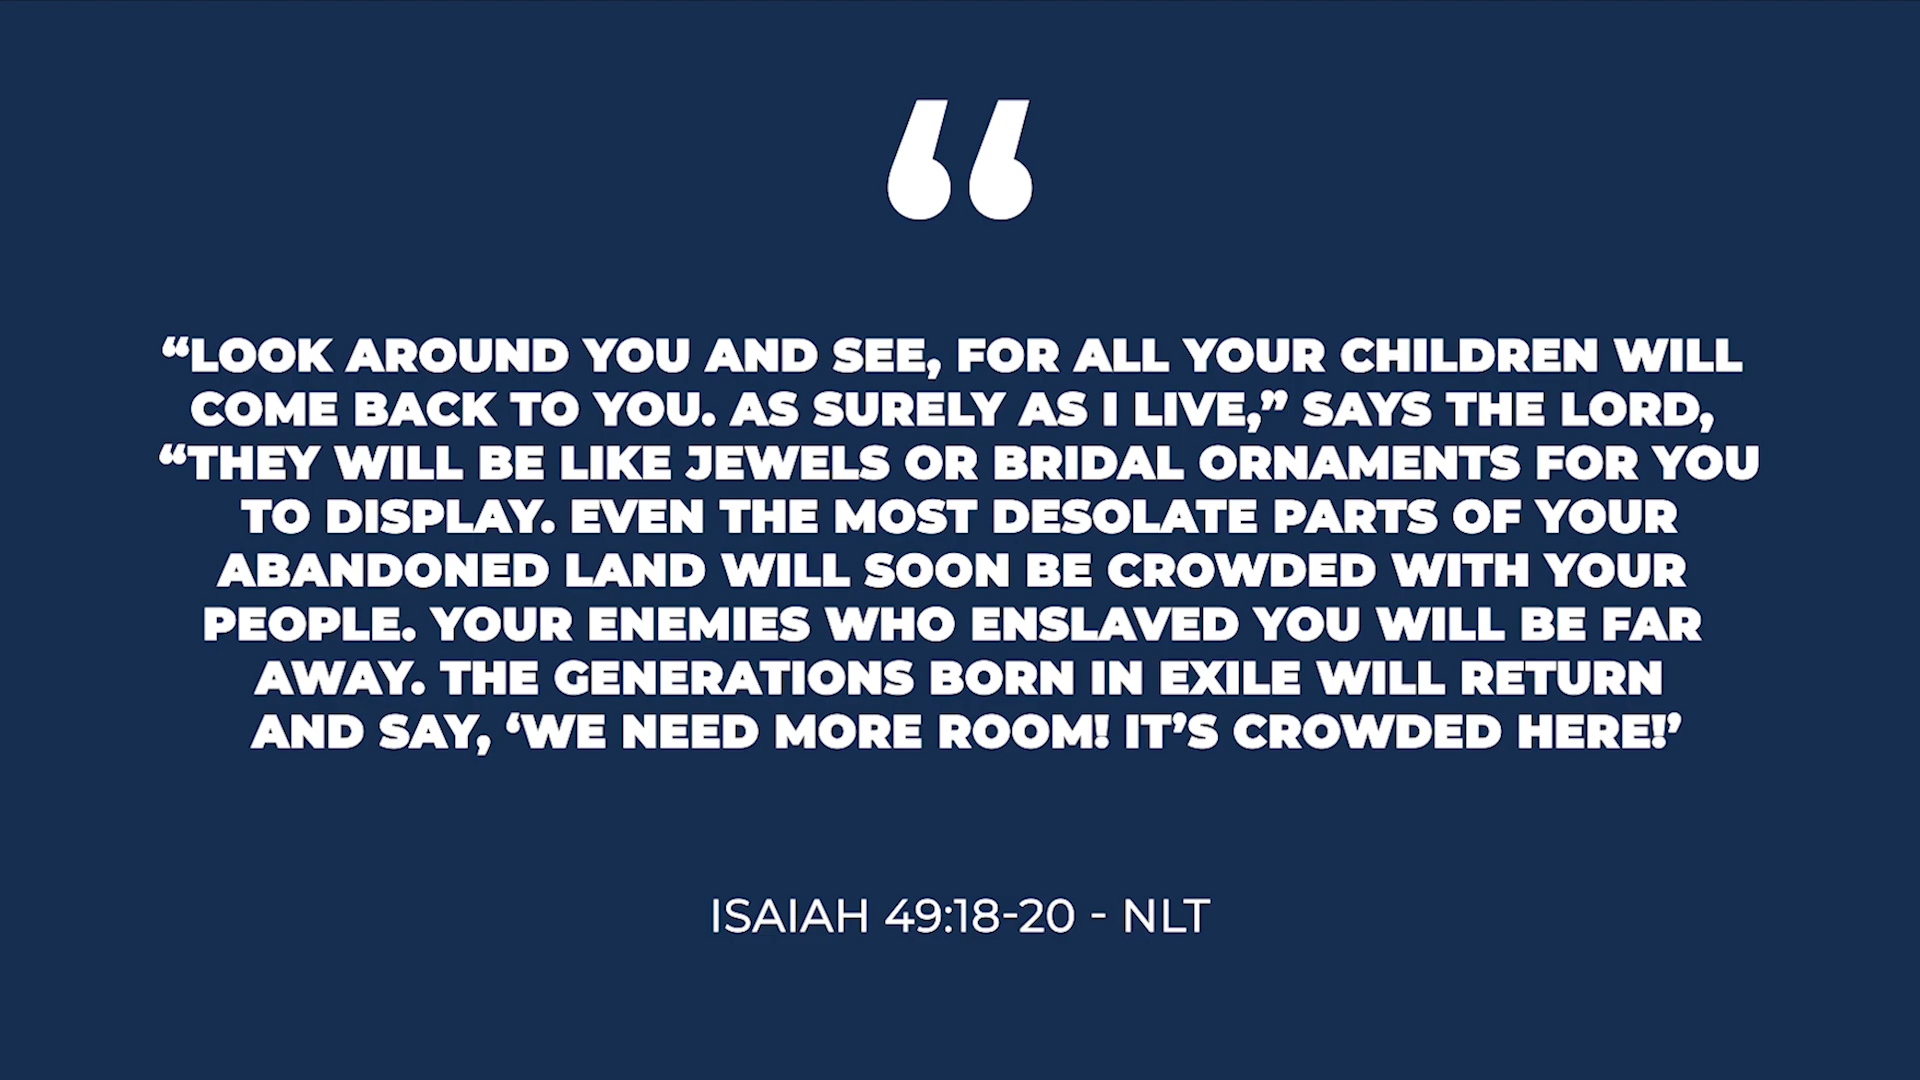 “
“LOOK AROUND YOU AND SEE, FOR ALL YOUR CHILDREN WILL
COME BACK TO YOU. AS SURELY AS I LIVE,” SAYS THE LORD,
“THEY WILL BE LIKE JEWELS OR BRIDAL ORNAMENTS FOR YOU
TO DISPLAY. EVEN THE MOST DESOLATE PARTS OF YOUR
ABANDONED LAND WILL SOON BE CROWDED WITH YOUR
PEOPLE. YOUR ENEMIES WHO ENSLAVED YOU WILL BE FAR
AWAY. THE GENERATIONS BORN IN EXILE WILL RETURN
AND SAY, ‘WE NEED MORE ROOM! IT’S CROWDED HERE!’
ISAIAH 49:18-20 - NLT